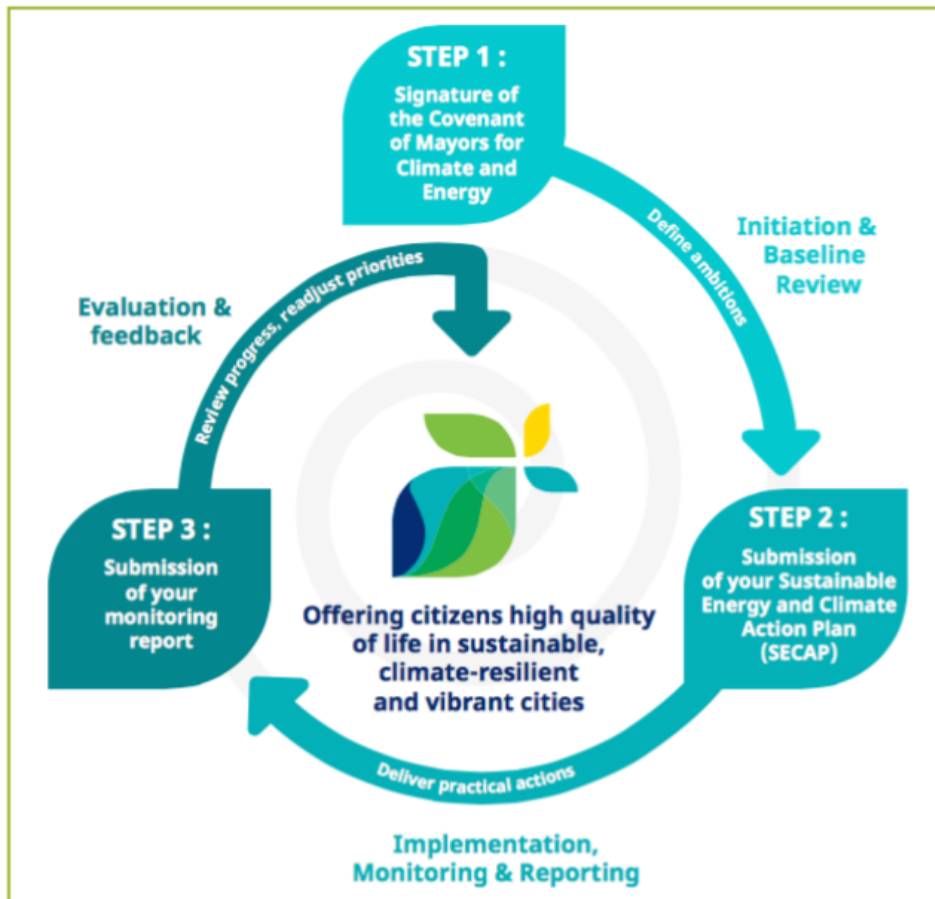 STEP 1 :
Signature of
the Covenant
of Mayors for
Climate and
Energy
Define ambitions
Initiation &
Baseline
Review
STEP 2 :
Submission
of your Sustainable
Energy and Climate
Action Plan
(SECAP)
Deliver practical actions
Implementation,
Monitoring & Reporting
STEP 3 :
Submission
of your
monitoring
report
Review progress, readjust priorities
Evaluation &
feedback
Offering citizens high quality
of life in sustainable,
climate-resilient
and vibrant cities